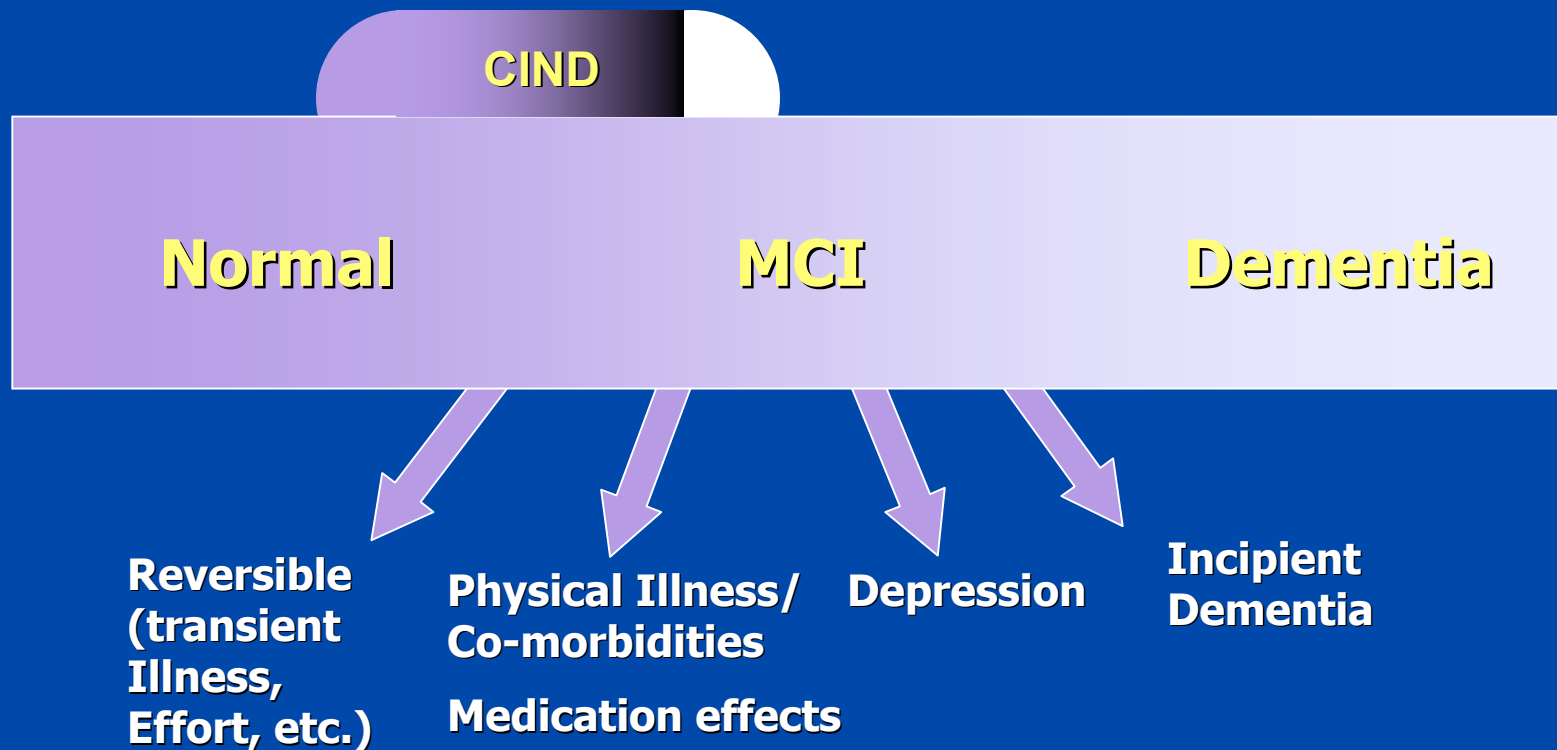 CIND
Normal MCI Dementia
Reversible
(transient
Illness,
Effort, etc.)
Physical Illness/
Co-morbidities
Medication effects
Depression
Incipient
Dementia